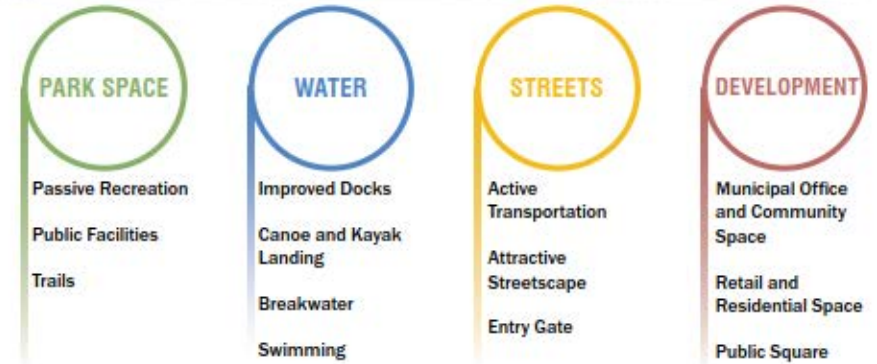 PARK SPACE
Passive Recreation
Public Facilities
Trails
WATER
Improved Docks
Canoe and Kayak
Landing
Breakwater
Swimming
STREETS
Active
Transportation
Attractive
Streetscape
Entry Gate
DEVELOPMENT
Municipal Office
and Community
Space
Retail and
Residential Space
Public Square